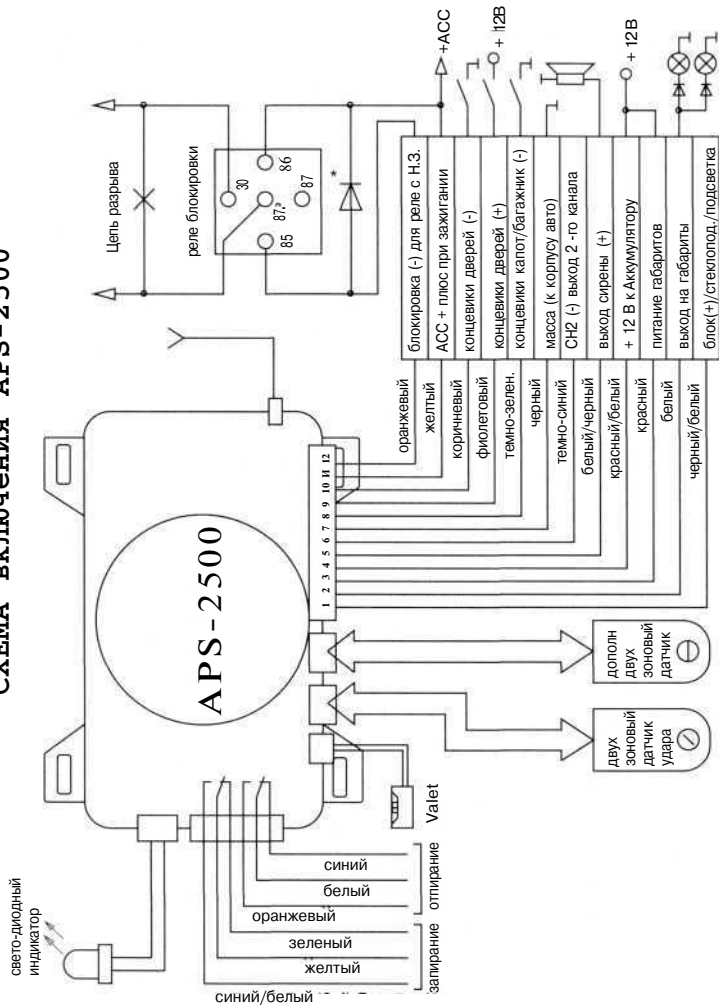 СХЕМА включения APS-2500
Цепь разрыва
реле блокировки
30
86
87.ª
87
85
*
+ACC
+ 12В
+ 12В
блокировка (-) для реле с Н.З.
АСС + плюс при зажигании
концевики дверей (-)
концевики дверей (+)
концевики капот/багажник (-)
масса (к корпусу авто)
СН2 (-) выход 2 -го канала
выход сирены (+)
+ 12 В к Аккумулятору
питание габаритов
выход на габариты
блок(+)/стеклопод./подсветка
оранжевый
желтый
коричневый
фиолетовый
темно-зелен.
черный
темно-синий
белый/черный
красный/белый
красный
белый
черный/белый
APS-2500
1 2 3 4 5 6 7 8 9 10 И 12
дополн
двух
зоновый
датчик
двух
зоновый
датчик
удара
Valet
свето-диодный
индикатор
синий
белый
оранжевый
зеленый
желтый
синий/белый
отпирание
запирание